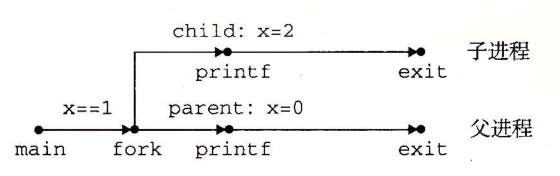 child: x=2
子进程
printf exit
x==1 parent: x=0
父进程
main fork printf exit